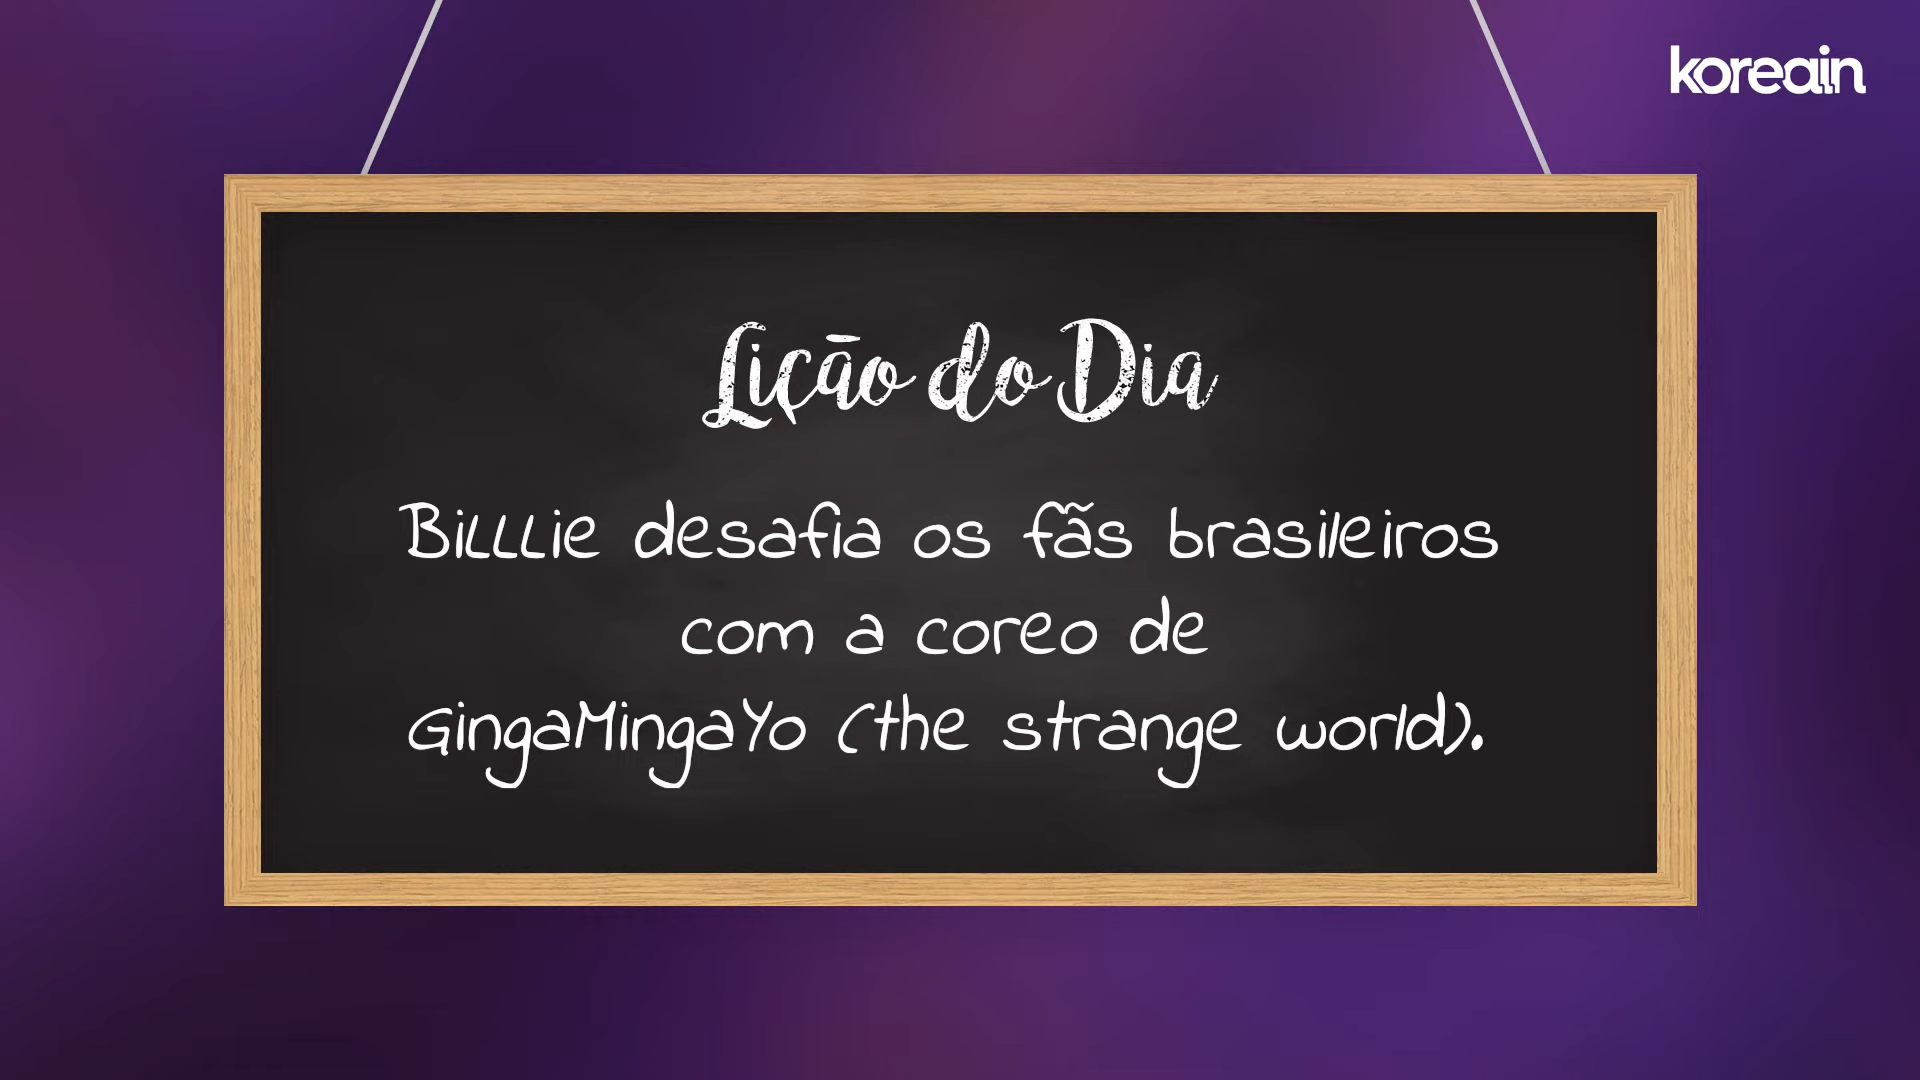 koreain
Lição do Dia
Billlie desafia os fãs brasileiros
com a coreo de
GingaMingaYo (the strange world).